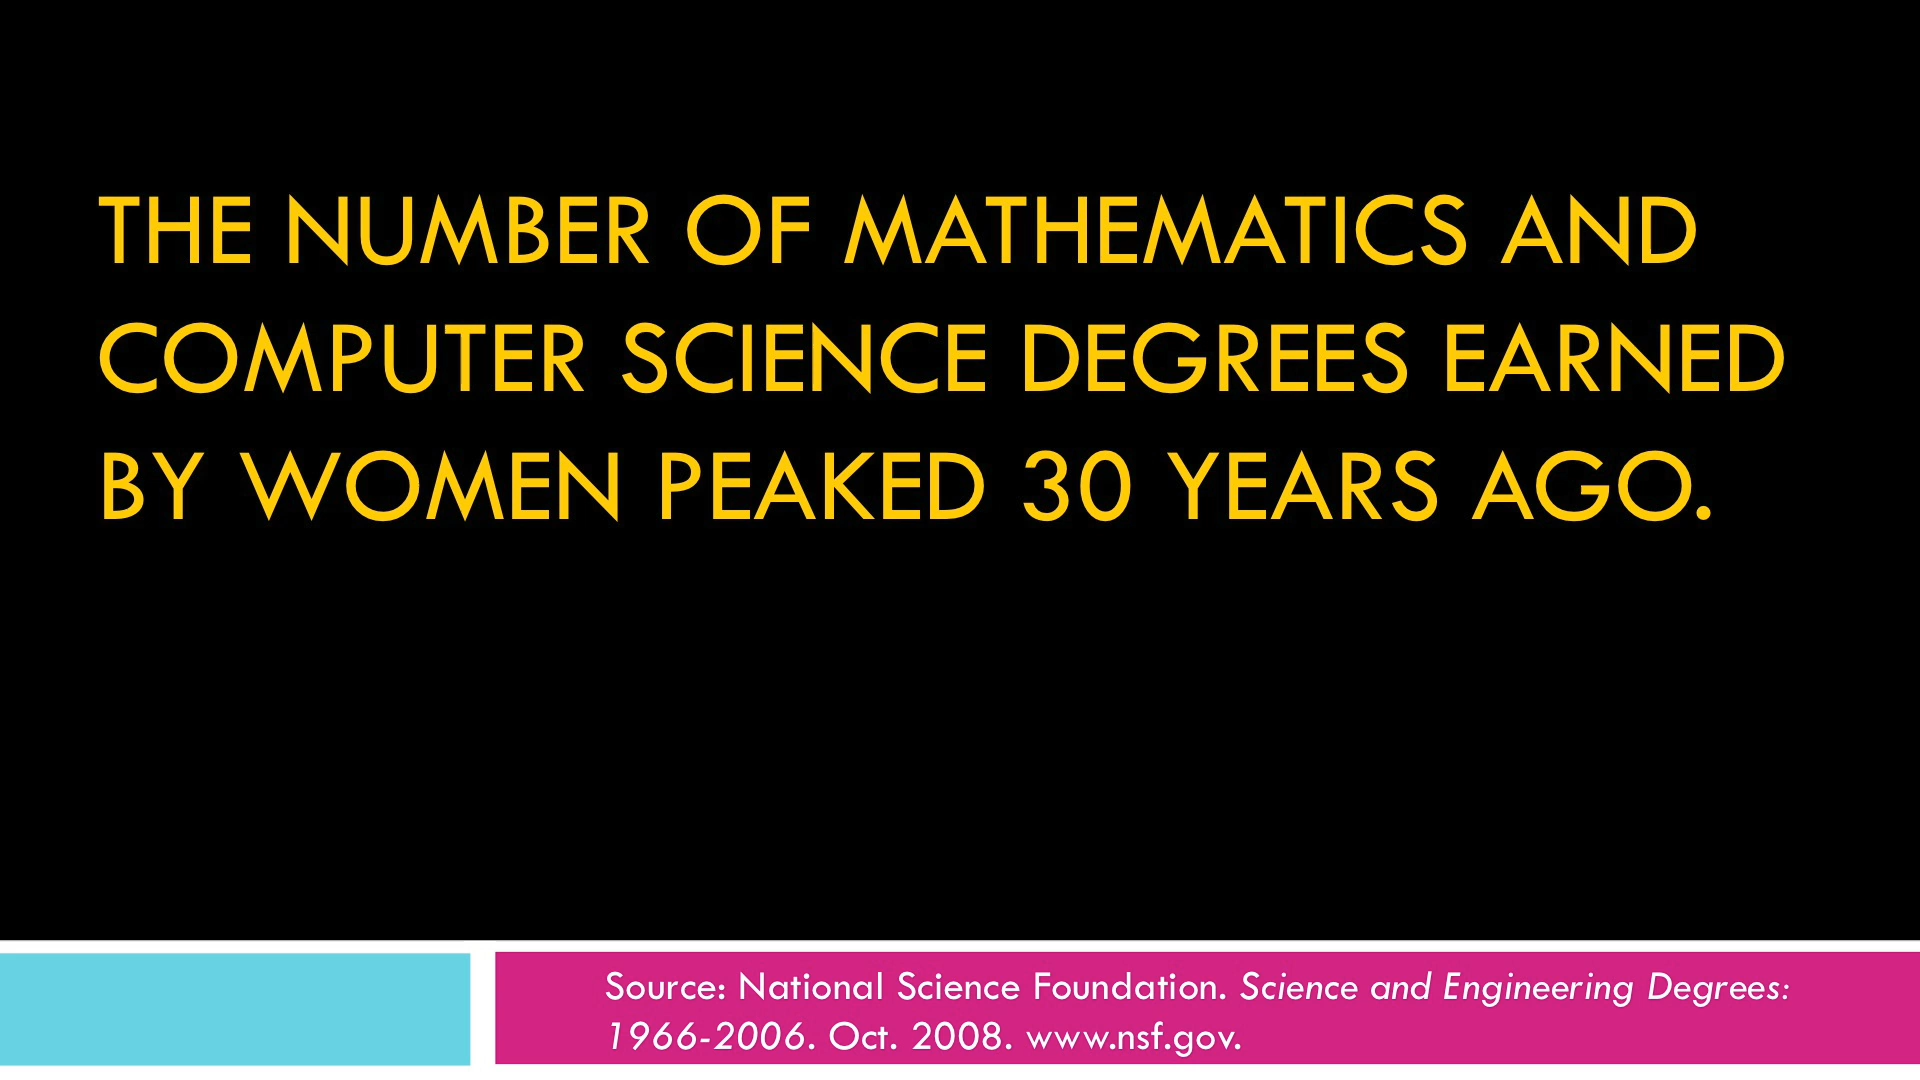 THE NUMBER OF MATHEMATICS AND
COMPUTER SCIENCE DEGREES EARNED
BY WOMEN PEAKED 30 YEARS AGO.
Source: National Science Foundation. Science and Engineering Degrees:
1966-2006. Oct. 2008. www.nsf.gov.